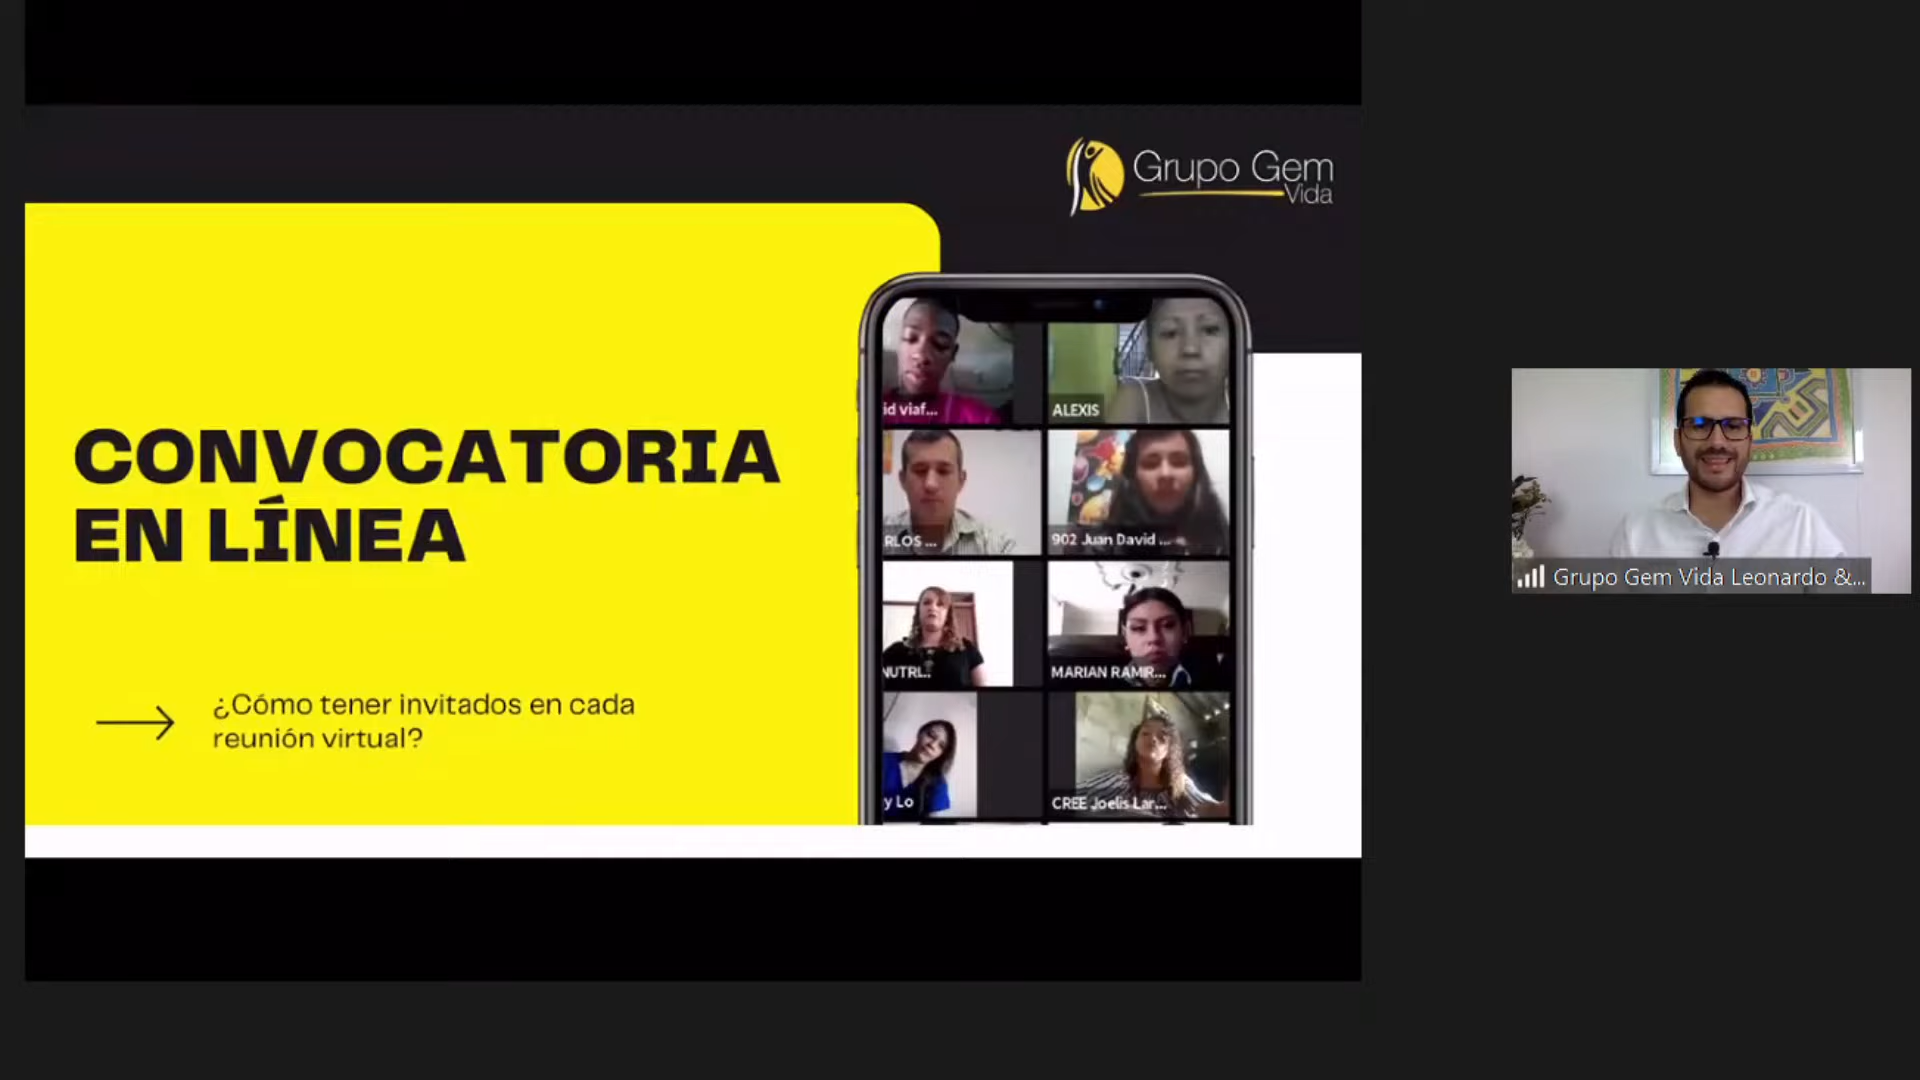 Grupo Gem
Vida
CONVOCATORIA
EN LÍNEA
¿Cómo tener invitados en cada
reunión virtual?
id viaf...
ALEXIS
RLOS ...
902 Juan David ...
NUTRI...
MARIAN RAMIR...
y Lo
CREE Joelis Lar...
Grupo Gem Vida Leonardo &...